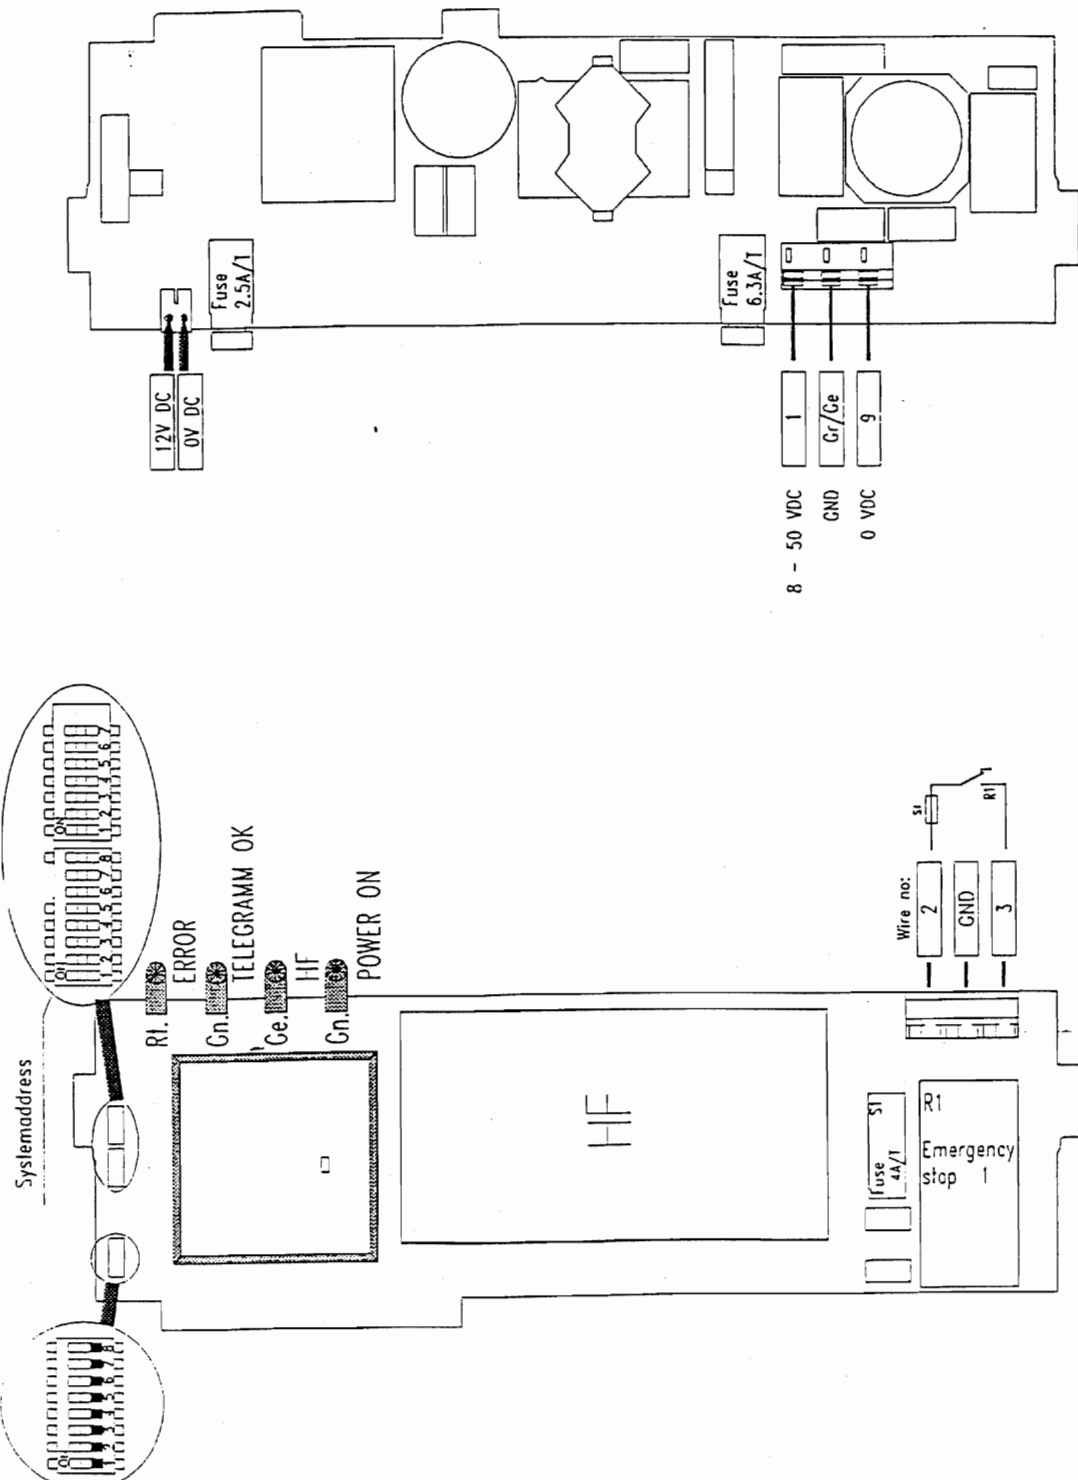 Fuse
2.5A/T
12V DC
0V DC
Fuse
6.3A/T
1
Gr/Ge
9
8 - 50 VDC
GND
0 VDC
Systemaddress
ON
1 2 3 4 5 6 7 8
ON
1 2 3 4 5 6 7
ON
1 2 3 4 5 6 7 8
Rt.
ERROR
Gn.
TELEGRAMM OK
Ge.
HF
Gn.
POWER ON
HF
Wire no:
2
GND
3
S1
R1
Fuse
4A/T
S1
R1
Emergency
stop 1